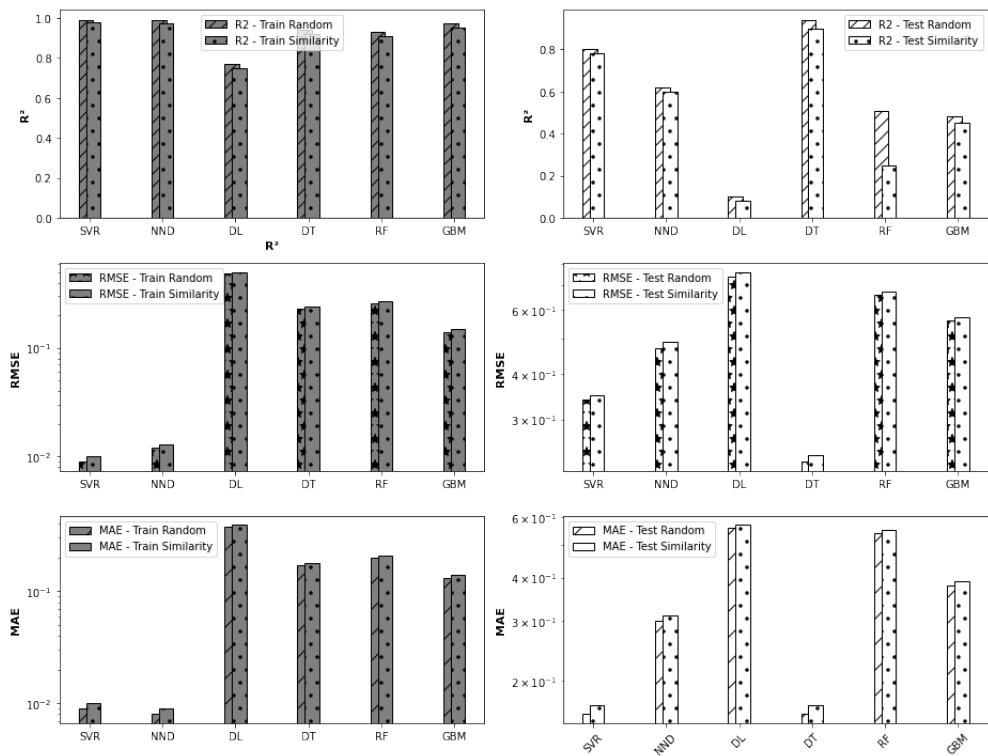 1.0
0.8
0.6
0.4
0.2
0.0
R²
R2 - Train Random
R2 - Train Similarity
SVR NND DL DT RF GBM
R²
0.8
0.6
0.4
0.2
0.0
R²
R2 - Test Random
R2 - Test Similarity
SVR NND DL DT RF GBM
10⁻¹
10⁻²
RMSE
RMSE - Train Random
RMSE - Train Similarity
SVR NND DL DT RF GBM
6 × 10⁻¹
4 × 10⁻¹
3 × 10⁻¹
RMSE
RMSE - Test Random
RMSE - Test Similarity
SVR NND DL DT RF GBM
10⁻¹
10⁻²
MAE
MAE - Train Random
MAE - Train Similarity
SVR NND DL DT RF GBM
6 × 10⁻¹
4 × 10⁻¹
3 × 10⁻¹
2 × 10⁻¹
MAE
MAE - Test Random
MAE - Test Similarity
SVR NND DL DT RF GBM